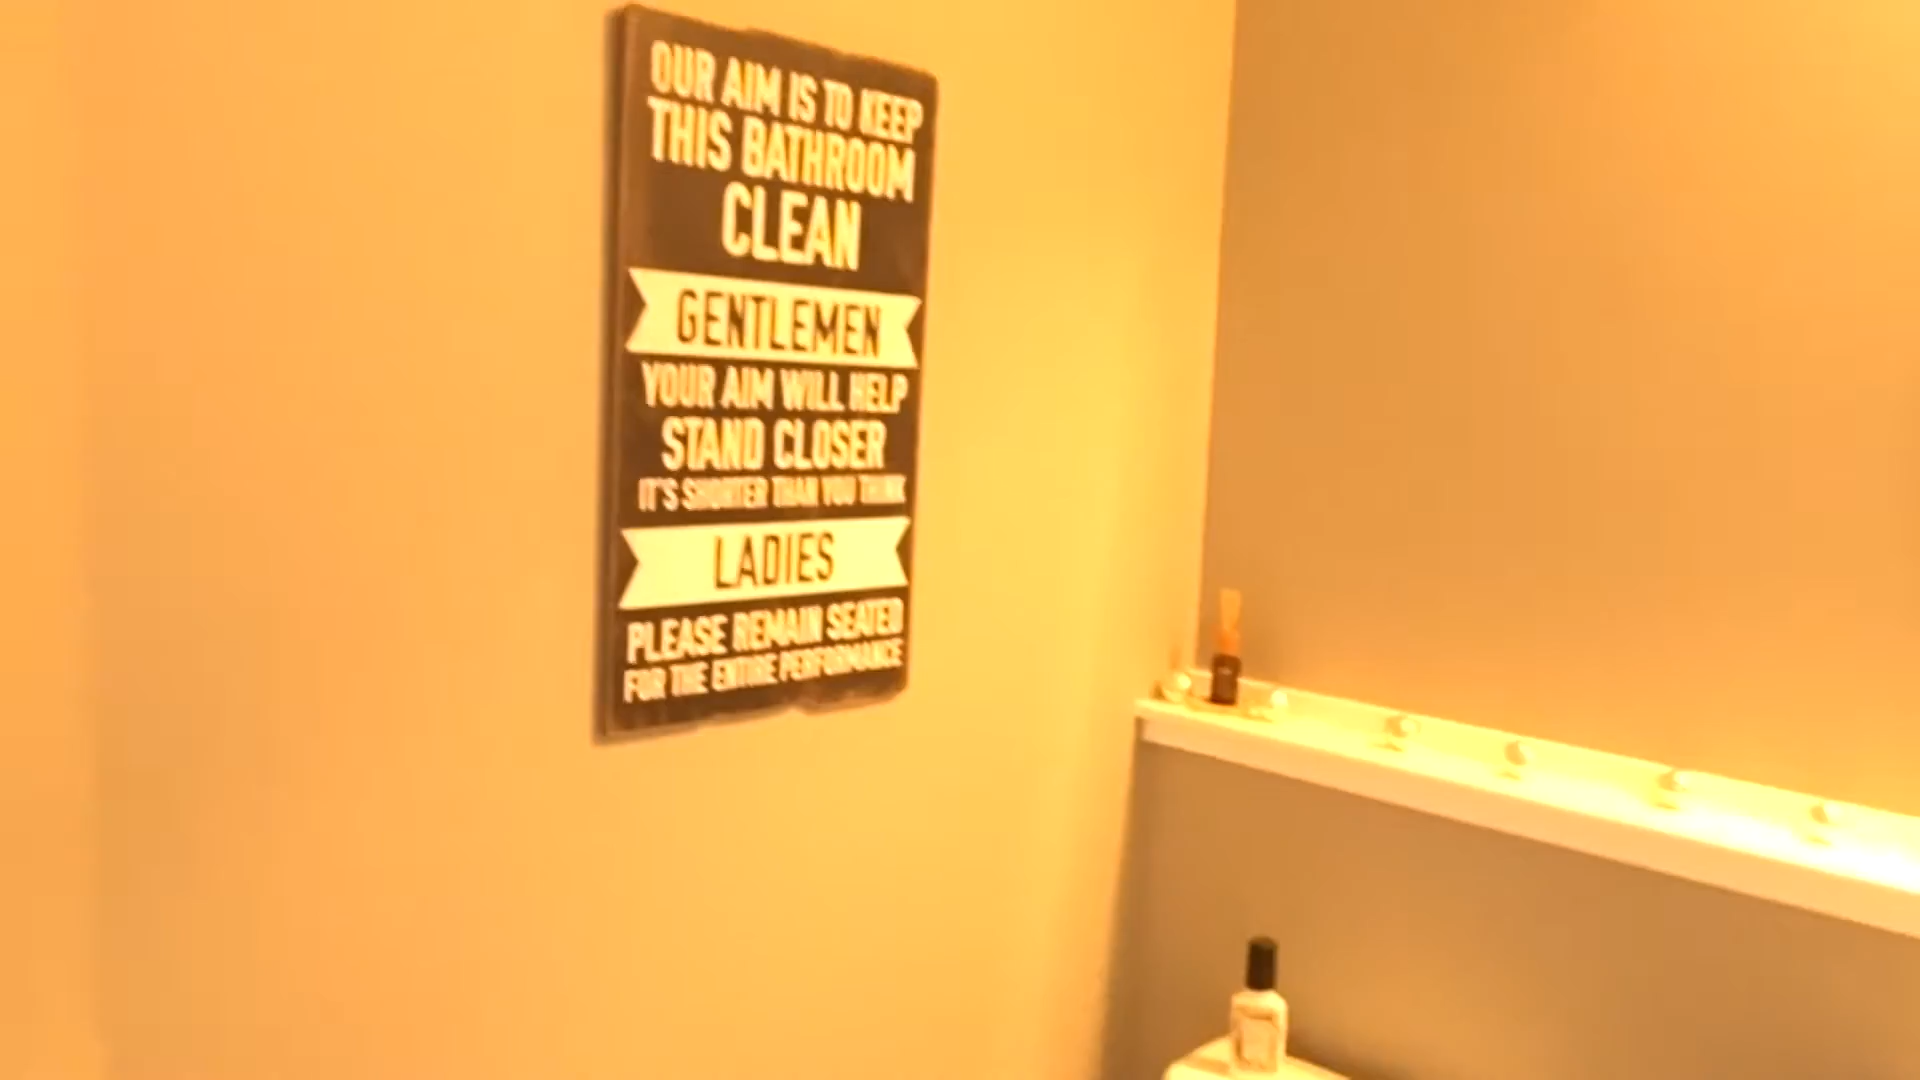 OUR AIM IS TO KEEP
THIS BATHROOM
CLEAN
GENTLEMEN
YOUR AIM WILL HELP
STAND CLOSER
IT'S SHORTER THAN YOU THINK
LADIES
PLEASE REMAIN SEATED
FOR THE ENTIRE PERFORMANCE